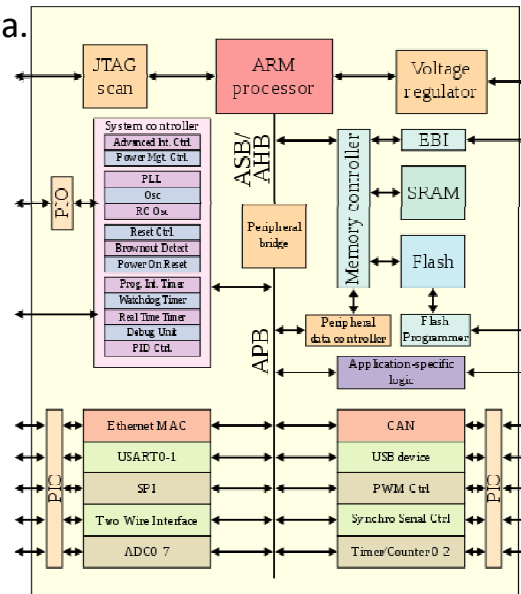 a.
JTAG
scan
ARM
processor
Voltage
regulator
System controller
Advanced Int. Ctrl.
Power Mgt. Ctrl.
PLL
Osc
RC Osc
Reset Ctrl.
Brownout Detect
Power On Reset
Prog. Int. Timer
Watchdog Timer
Real Time Timer
Debug Unit
PID Ctrl.
PIO
ASB/
AHB
Peripheral
bridge
APB
Memory controller
EBI
SRAM
Flash
Peripheral
data controller
Flash
Programmer
Application-specific
logic
PIO
Ethernet MAC
USART0-1
SPI
Two Wire Interface
ADC0-7
CAN
USB device
PWM Ctrl
Synchro Serial Ctrl
Timer/Counter 0-2
PIO